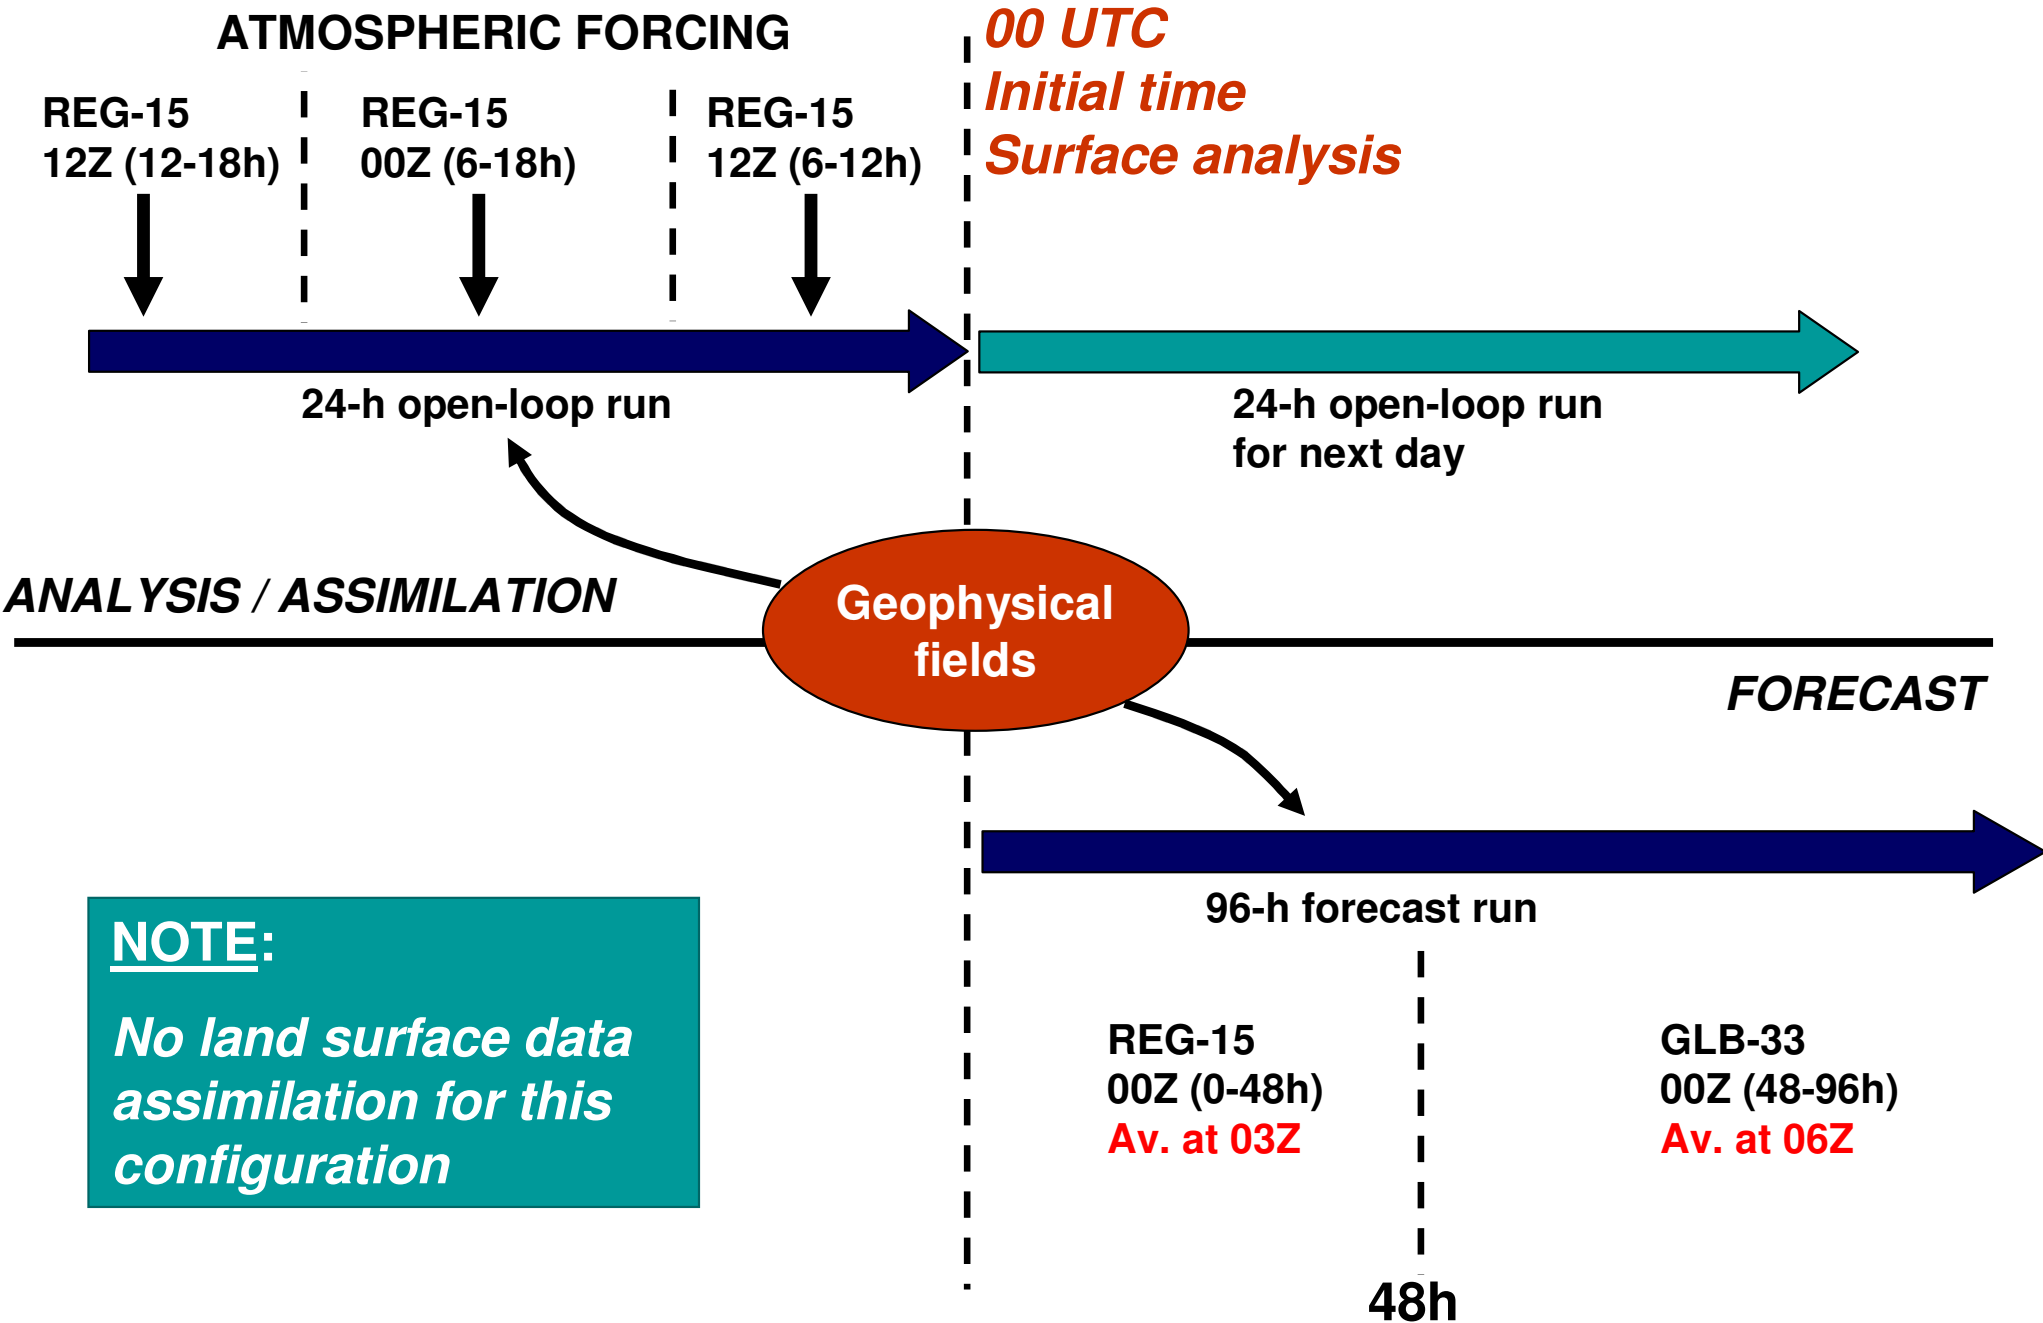 ATMOSPHERIC FORCING
REG-15
12Z (12-18h)
REG-15
00Z (6-18h)
REG-15
12Z (6-12h)
00 UTC
Initial time
Surface analysis
24-h open-loop run
24-h open-loop run
for next day
ANALYSIS / ASSIMILATION
Geophysical
fields
FORECAST
96-h forecast run
NOTE:
No land surface data
assimilation for this
configuration
REG-15
00Z (0-48h)
Av. at 03Z
GLB-33
00Z (48-96h)
Av. at 06Z
48h